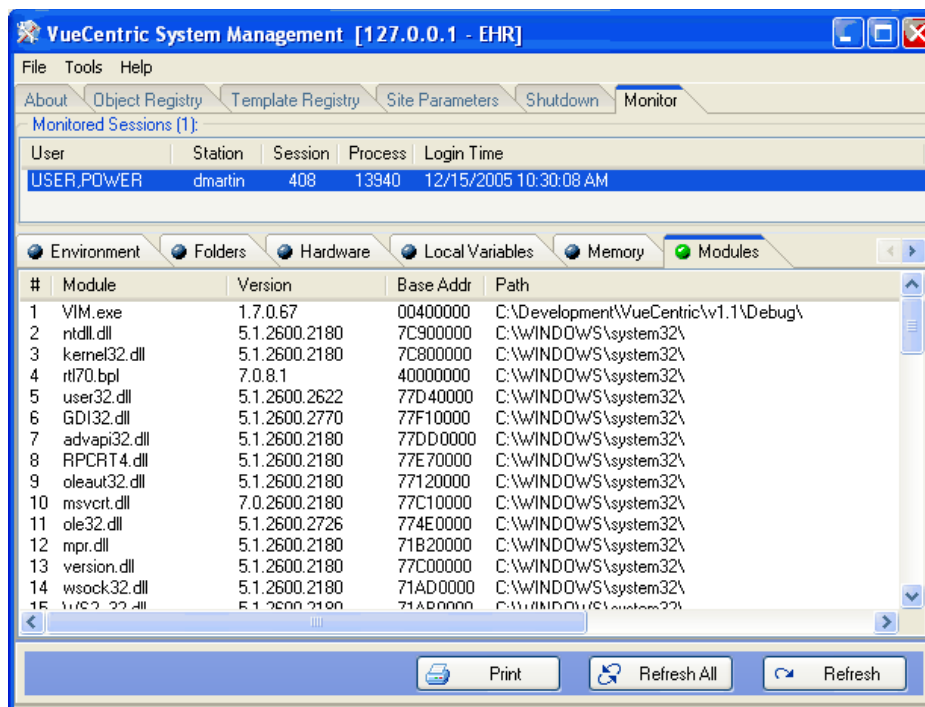 VueCentric System Management [127.0.0.1 - EHR]
File Tools Help
About Object Registry Template Registry Site Parameters Shutdown Monitor
Monitored Sessions (1):
User Station Session Process Login Time
USER,POWER dmartin 408 13940 12/15/2005 10:30:08 AM
Environment Folders Hardware Local Variables Memory Modules
# Module Version Base Addr Path
1 VIM.exe 1.7.0.67 00400000 C:\Development\VueCentric\v1.1\Debug\
2 ntdll.dll 5.1.2600.2180 7C900000 C:\WINDOWS\system32\
3 kernel32.dll 5.1.2600.2180 7C800000 C:\WINDOWS\system32\
4 rtl70.bpl 7.0.8.1 40000000 C:\WINDOWS\system32\
5 user32.dll 5.1.2600.2622 77D40000 C:\WINDOWS\system32\
6 GDI32.dll 5.1.2600.2770 77F10000 C:\WINDOWS\system32\
7 advapi32.dll 5.1.2600.2180 77DD0000 C:\WINDOWS\system32\
8 RPCRT4.dll 5.1.2600.2180 77E70000 C:\WINDOWS\system32\
9 oleaut32.dll 5.1.2600.2180 77120000 C:\WINDOWS\system32\
10 msvcrt.dll 7.0.2600.2180 77C10000 C:\WINDOWS\system32\
11 ole32.dll 5.1.2600.2726 774E0000 C:\WINDOWS\system32\
12 mpr.dll 5.1.2600.2180 71B20000 C:\WINDOWS\system32\
13 version.dll 5.1.2600.2180 77C00000 C:\WINDOWS\system32\
14 wsock32.dll 5.1.2600.2180 71AD0000 C:\WINDOWS\system32\
15 WS2_32.dll 5.1.2600.2180 71AB0000 C:\WINDOWS\system32\
Print Refresh All Refresh